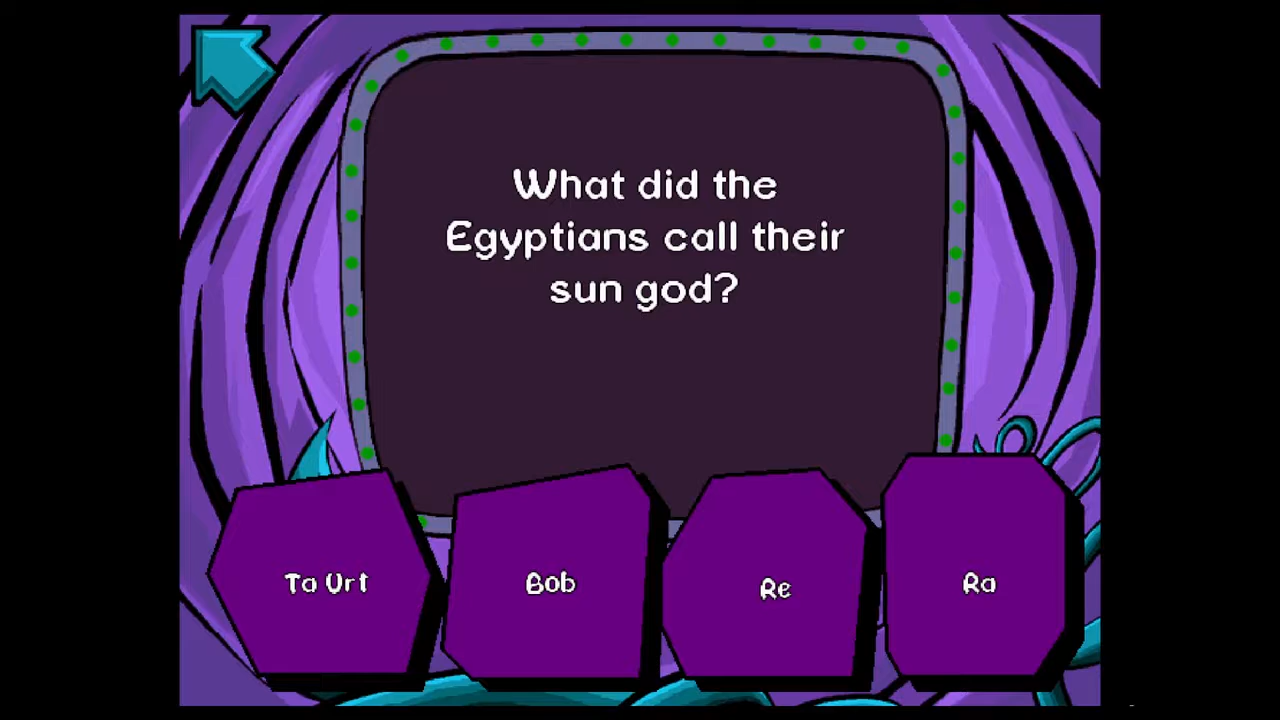 What did the
Egyptians call their
sun god?
Ta Urt
Bob
Re
Ra